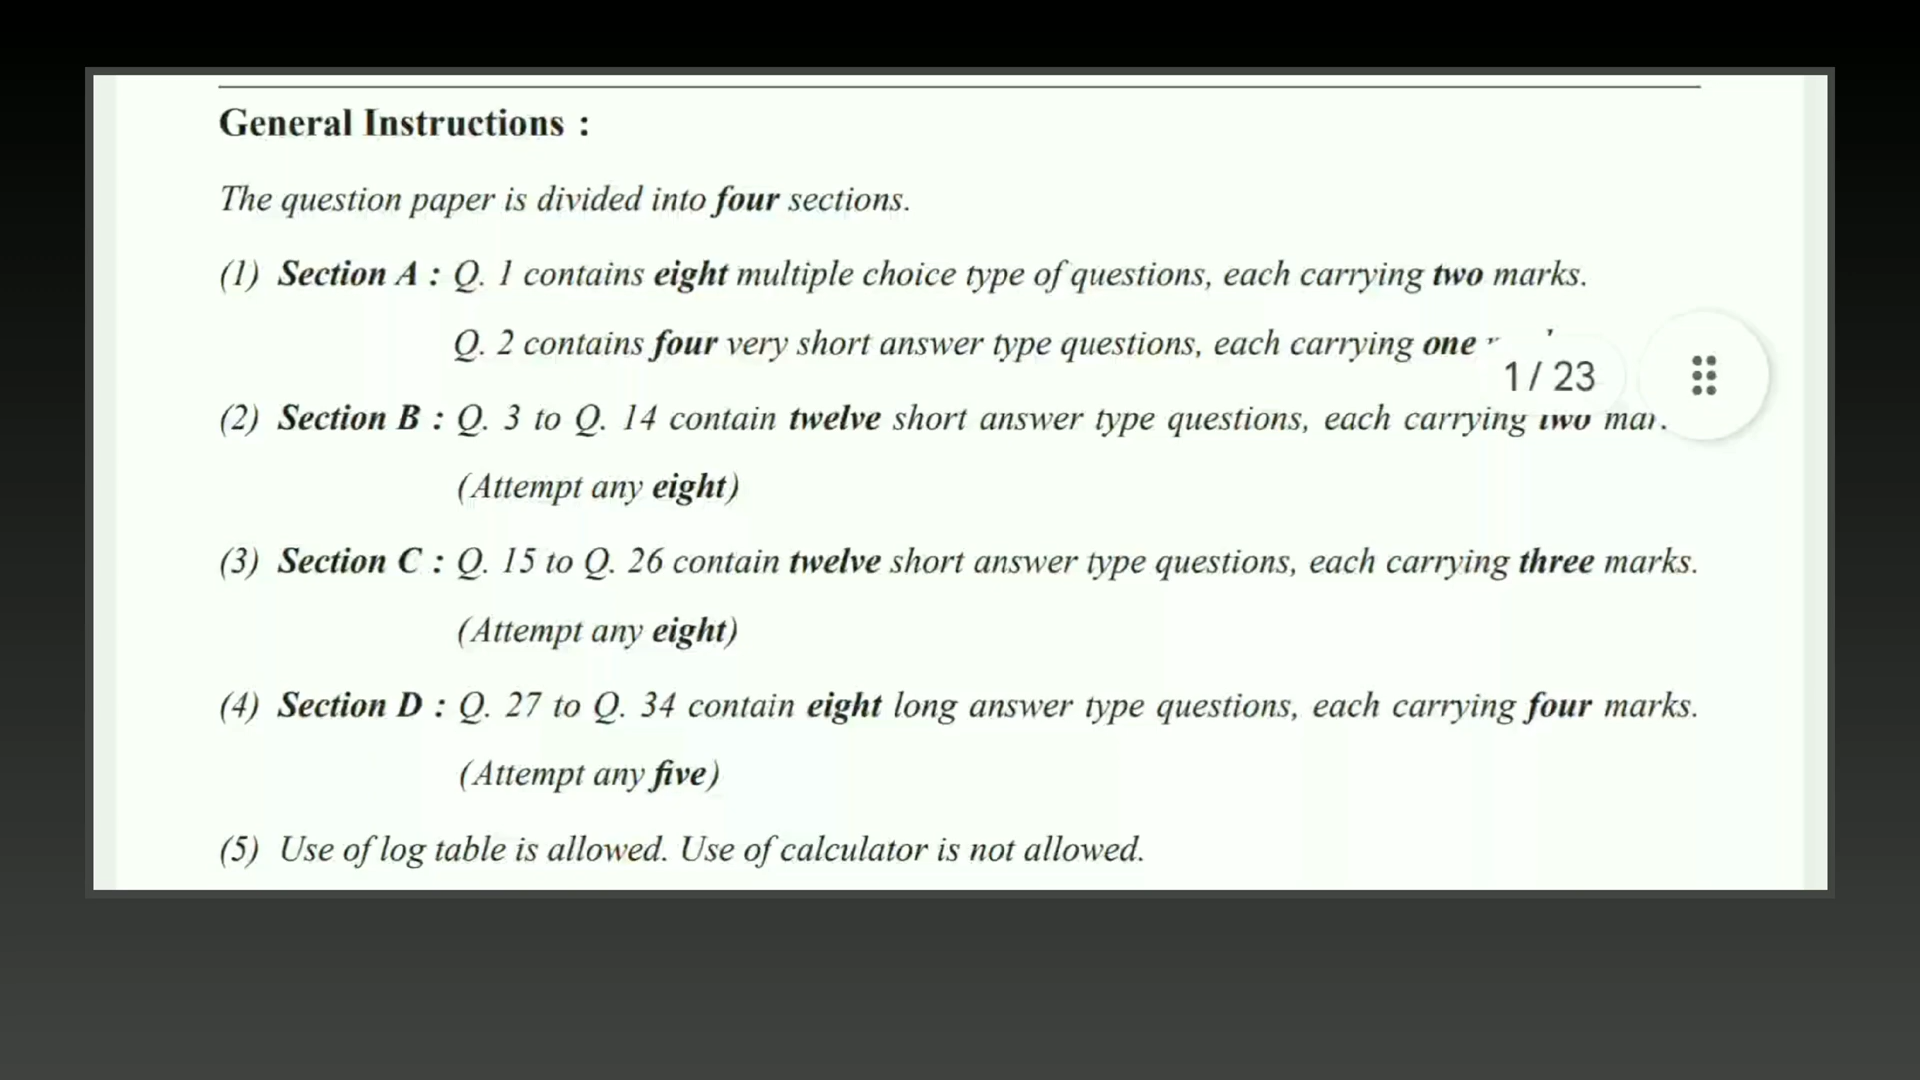 General Instructions :
The question paper is divided into four sections.
(1) Section A : Q. 1 contains eight multiple choice type of questions, each carrying two marks.
Q. 2 contains four very short answer type questions, each carrying one
1 / 23
(2) Section B : Q. 3 to Q. 14 contain twelve short answer type questions, each carrying two
(Attempt any eight)
(3) Section C : Q. 15 to Q. 26 contain twelve short answer type questions, each carrying three marks.
(Attempt any eight)
(4) Section D : Q. 27 to Q. 34 contain eight long answer type questions, each carrying four marks.
(Attempt any five)
(5) Use of log table is allowed. Use of calculator is not allowed.